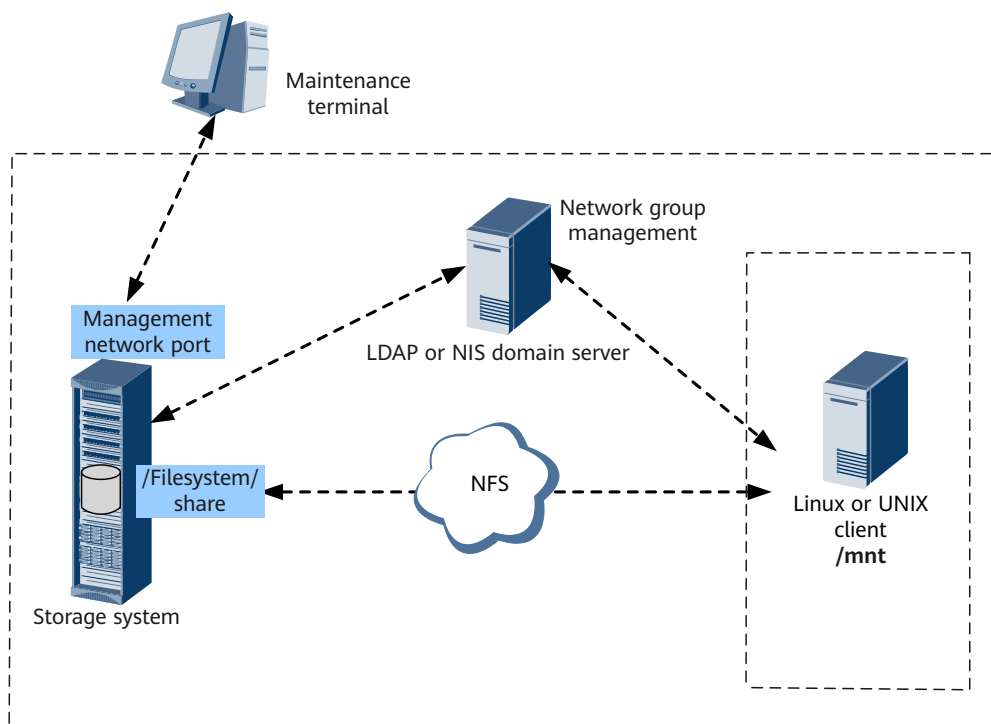 Maintenance
terminal
Network group
management
Management
network port
LDAP or NIS domain server
/Filesystem/
share
NFS
Linux or UNIX
client
/mnt
Storage system